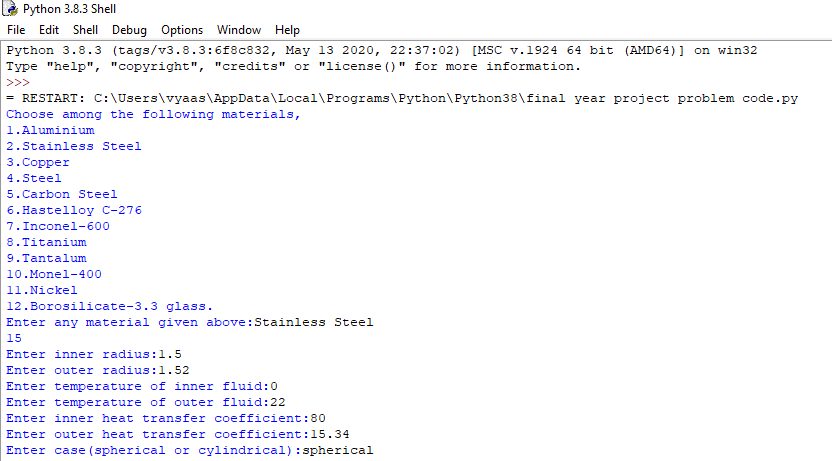 Python 3.8.3 Shell
File Edit Shell Debug Options Window Help
Python 3.8.3 (tags/v3.8.3:6f8c832, May 13 2020, 22:37:02) [MSC v.1924 64 bit (AMD64)] on win32
Type "help", "copyright", "credits" or "license()" for more information.
>>>
= RESTART: C:\Users\vyaas\AppData\Local\Programs\Python\Python38\final year project problem code.py
Choose among the following materials,
1.Aluminium
2.Stainless Steel
3.Copper
4.Steel
5.Carbon Steel
6.Hastelloy C-276
7.Inconel-600
8.Titanium
9.Tantalum
10.Monel-400
11.Nickel
12.Borosilicate-3.3 glass.
Enter any material given above:Stainless Steel
15
Enter inner radius:1.5
Enter outer radius:1.52
Enter temperature of inner fluid:0
Enter temperature of outer fluid:22
Enter inner heat transfer coefficient:80
Enter outer heat transfer coefficient:15.34
Enter case(spherical or cylindrical):spherical